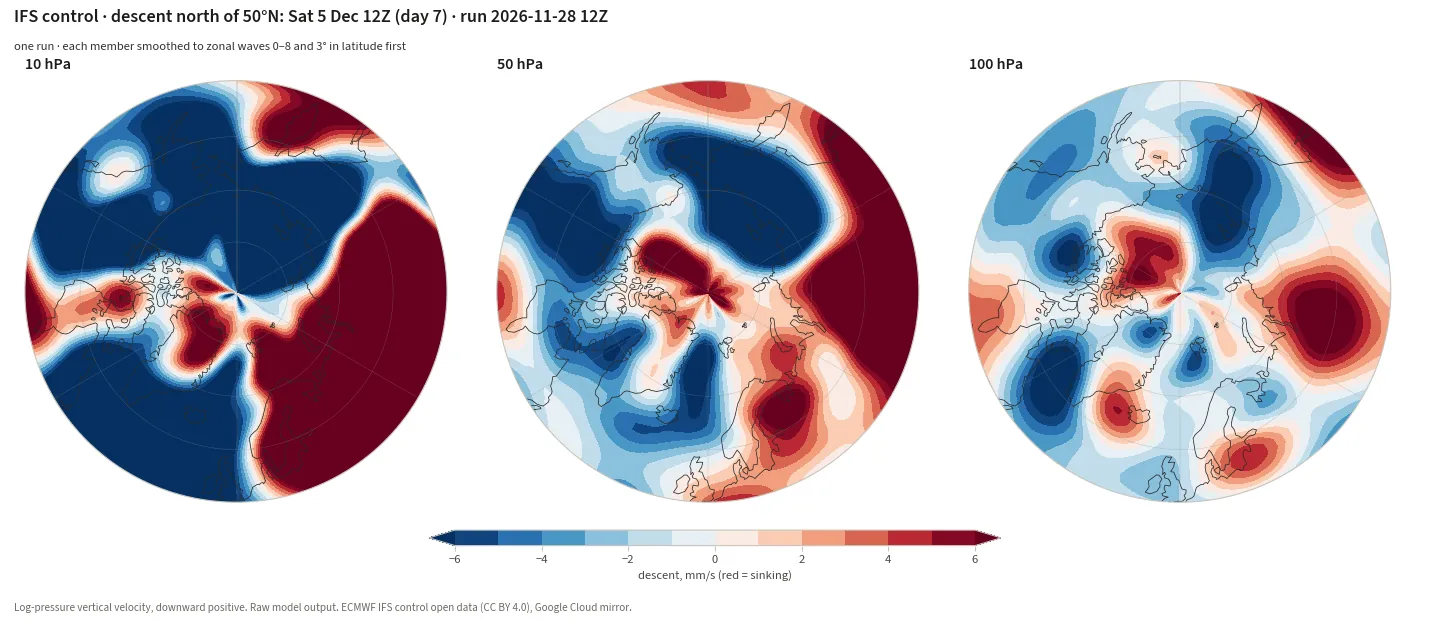 IFS control · descent north of 50°N: Sat 5 Dec 12Z (day 7) · run 2026-11-28 12Z
one run · each member smoothed to zonal waves 0–8 and 3° in latitude first
10 hPa
50 hPa
100 hPa
−6 −4 −2 0 2 4 6
descent, mm/s (red = sinking)
Log-pressure vertical velocity, downward positive. Raw model output. ECMWF IFS control open data (CC BY 4.0), Google Cloud mirror.